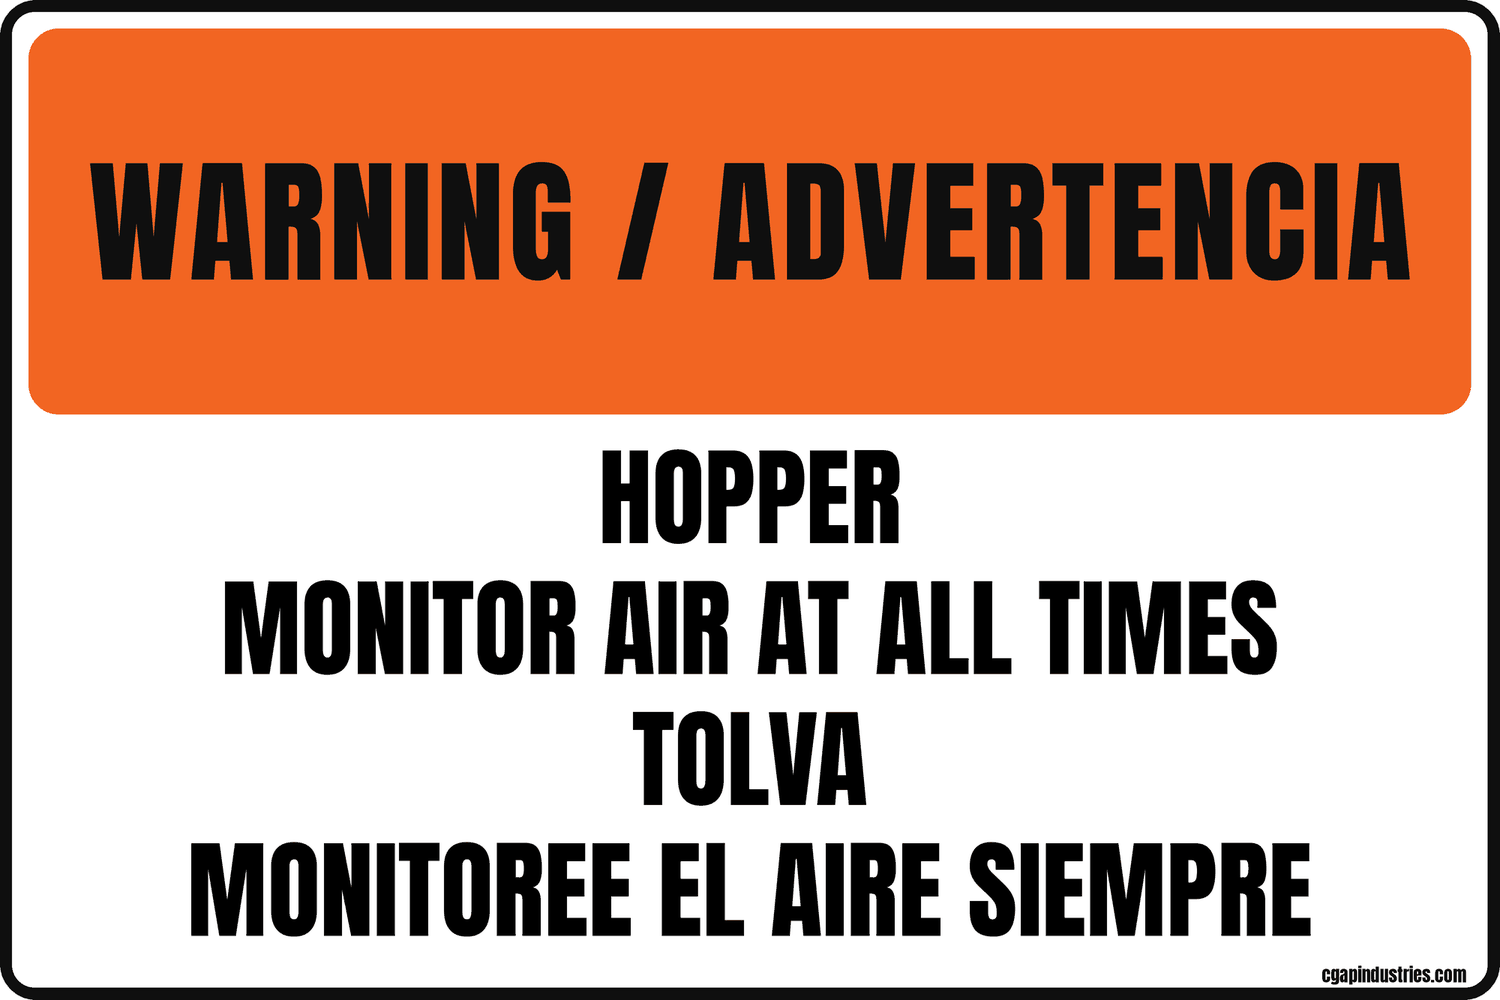 WARNING / ADVERTENCIA
HOPPER
MONITOR AIR AT ALL TIMES
TOLVA
MONITOREE EL AIRE SIEMPRE
cgapindustries.com